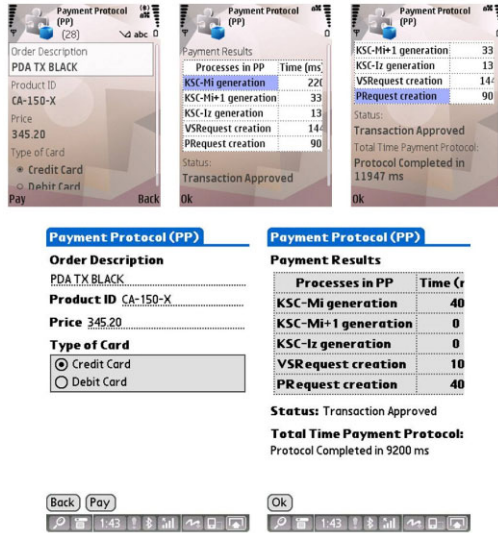 Payment Protocol
(PP)
(28)
abc
Order Description
PDA TX BLACK
Product ID
CA-150-X
Price
345.20
Type of Card
Credit Card
Debit Card
Pay Back
Payment Protocol
(PP)
Payment Results
Processes in PP Time (ms
KSC-Mi generation 220
KSC-Mi+1 generation 33
KSC-Iz generation 13
VSRequest creation 144
PRequest creation 90
Status:
Transaction Approved
Ok
Payment Protocol
(PP)
KSC-Mi+1 generation 33
KSC-Iz generation 13
VSRequest creation 144
PRequest creation 90
Status:
Transaction Approved
Total Time Payment Protocol:
Protocol Completed in
11947 ms
Ok
Payment Protocol (PP)
Order Description
PDA TX BLACK
Product ID CA-150-X
Price 345.20
Type of Card
Credit Card
Debit Card
Back Pay
1:43
Payment Protocol (PP)
Payment Results
Processes in PP Time (r
KSC-Mi generation 40
KSC-Mi+1 generation 0
KSC-Iz generation 0
VSRequest creation 10
PRequest creation 40
Status: Transaction Approved
Total Time Payment Protocol:
Protocol Completed in 9200 ms
Ok
1:43